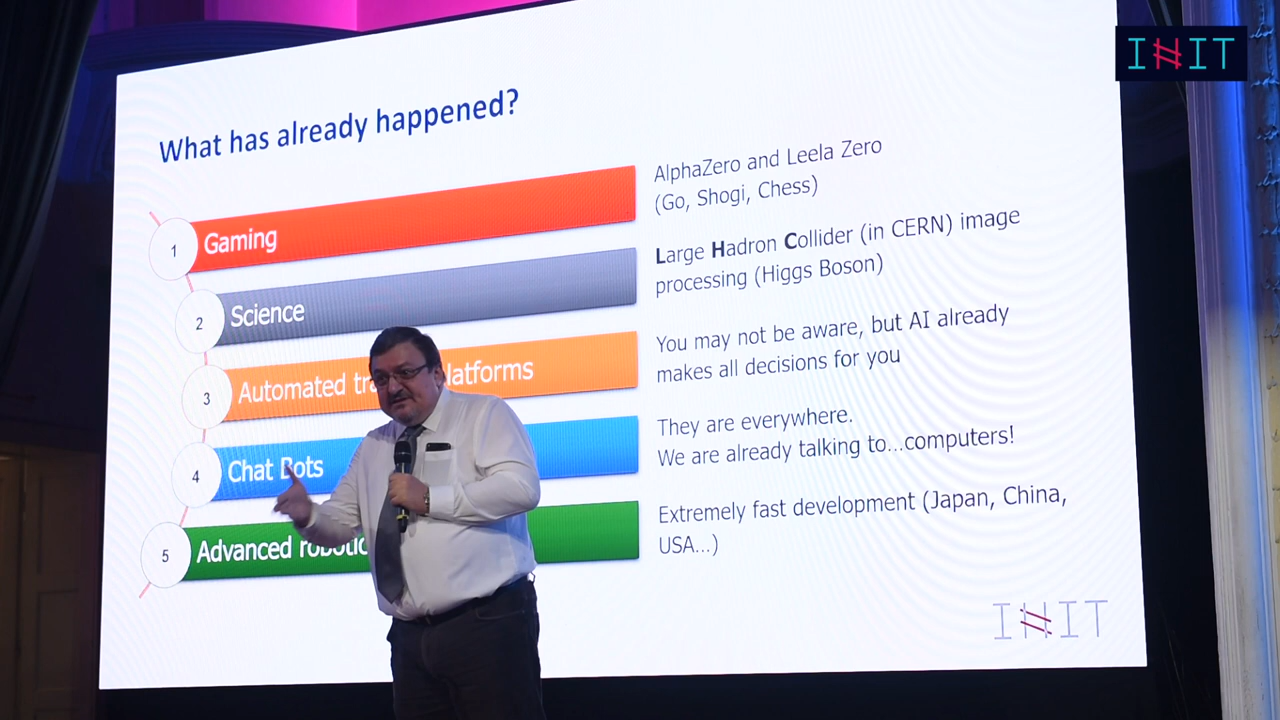 INIT
What has already happened?
1 Gaming
AlphaZero and Leela Zero
(Go, Shogi, Chess)
2 Science
Large Hadron Collider (in CERN) image
processing (Higgs Boson)
3 Automated
You may not be aware, but AI already
makes all decisions for you
4 Chat Bots
They are everywhere.
We are already talking to...computers!
5 Advanced
Extremely fast development (Japan, China,
USA...)
INIT